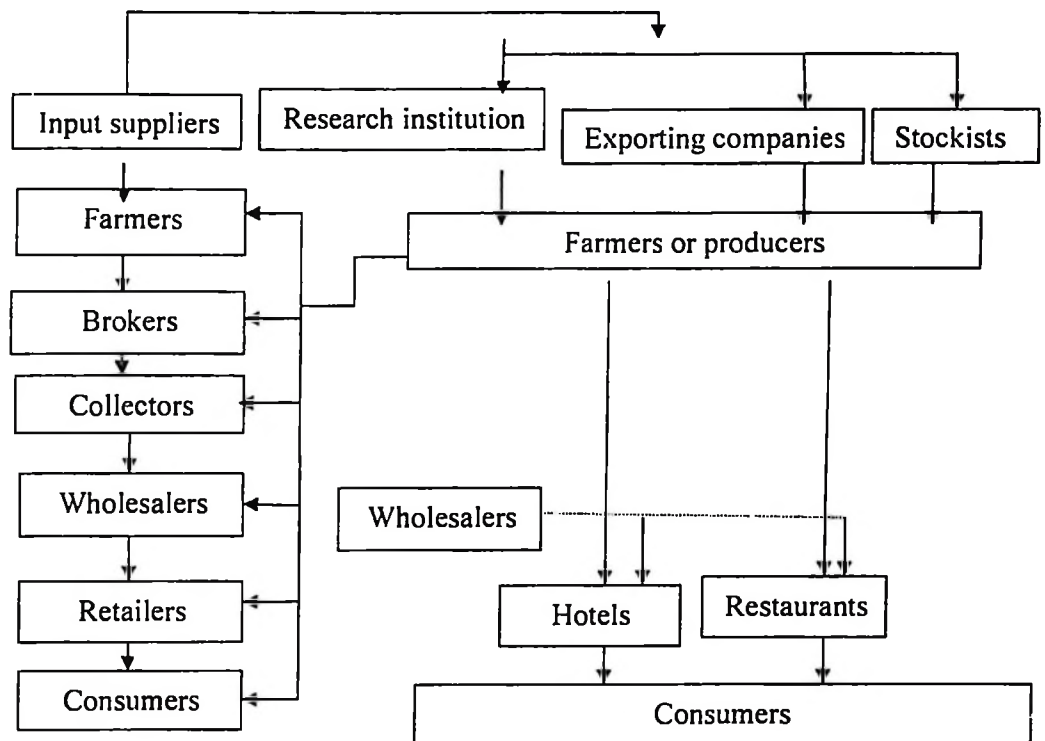 Input suppliers
Research institution
Exporting companies
Stockists
Farmers
Farmers or producers
Brokers
Collectors
Wholesalers
Wholesalers
Retailers
Hotels
Restaurants
Consumers
Consumers